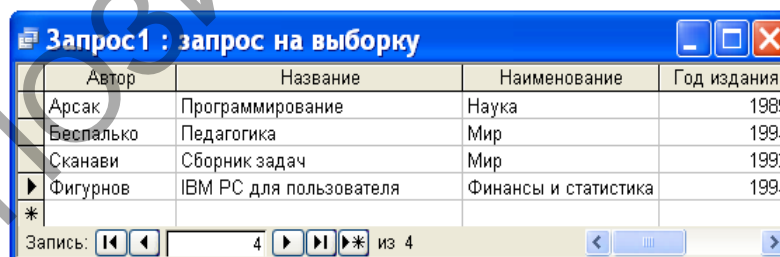 Запрос1 : запрос на выборку
Автор Название Наименование Год издания
Арсак Программирование Наука
Беспалько Педагогика Мир
Сканави Сборник задач Мир
Фигурнов IBM PC для пользователя Финансы и статистика
Запись: 4 из 4